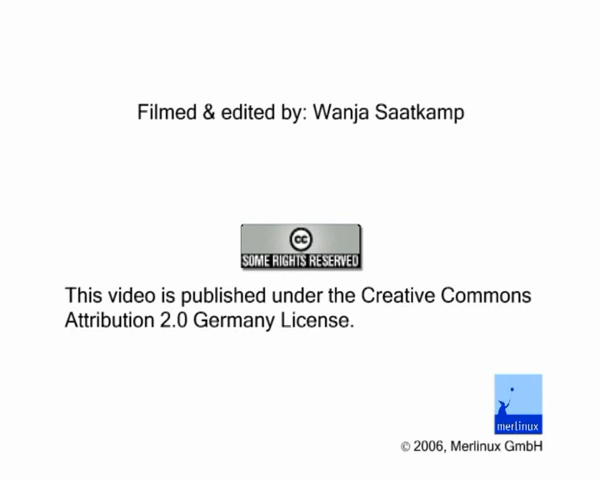 Filmed & edited by: Wanja Saatkamp
cc
SOME RIGHTS RESERVED
This video is published under the Creative Commons
Attribution 2.0 Germany License.
merlinux
© 2006, Merlinux GmbH